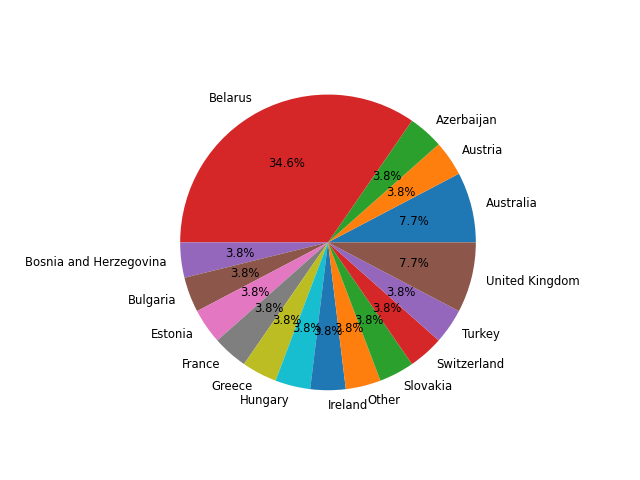 Belarus
Azerbaijan
Austria
Australia
34.6%
3.8%
3.8%
7.7%
3.8%
7.7%
Bosnia and Herzegovina
3.8%
United Kingdom
3.8%
3.8%
Bulgaria
3.8%
3.8%
3.8%
3.8%
3.8%
3.8%
3.8%
Estonia
Turkey
France
Switzerland
Greece
Slovakia
Hungary
Other
Ireland